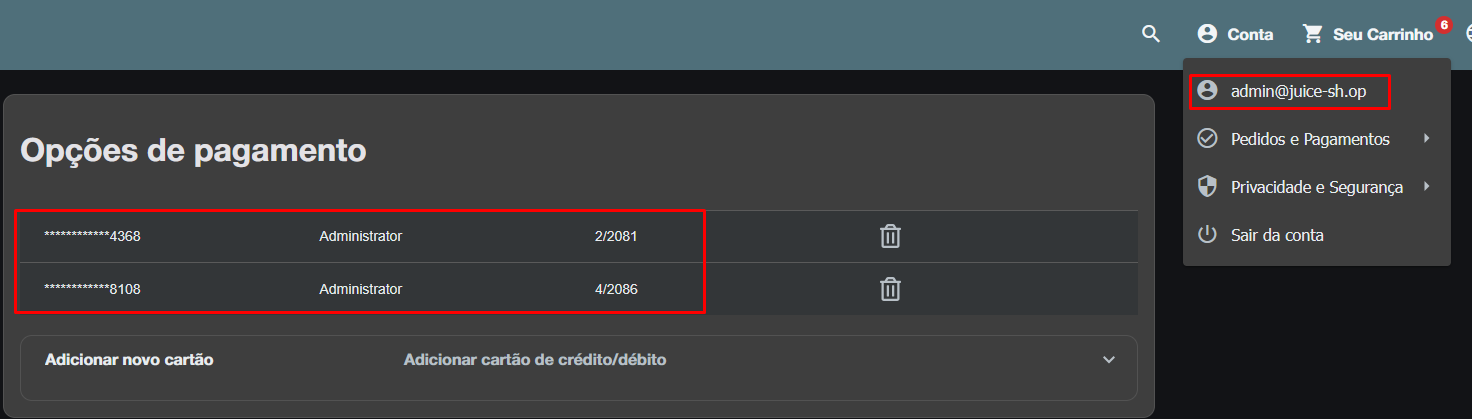 Conta
Seu Carrinho
6
admin@juice-sh.op
Pedidos e Pagamentos
Privacidade e Segurança
Sair da conta
Opções de pagamento
************4368 Administrator 2/2081
************8108 Administrator 4/2086
Adicionar novo cartão Adicionar cartão de crédito/débito